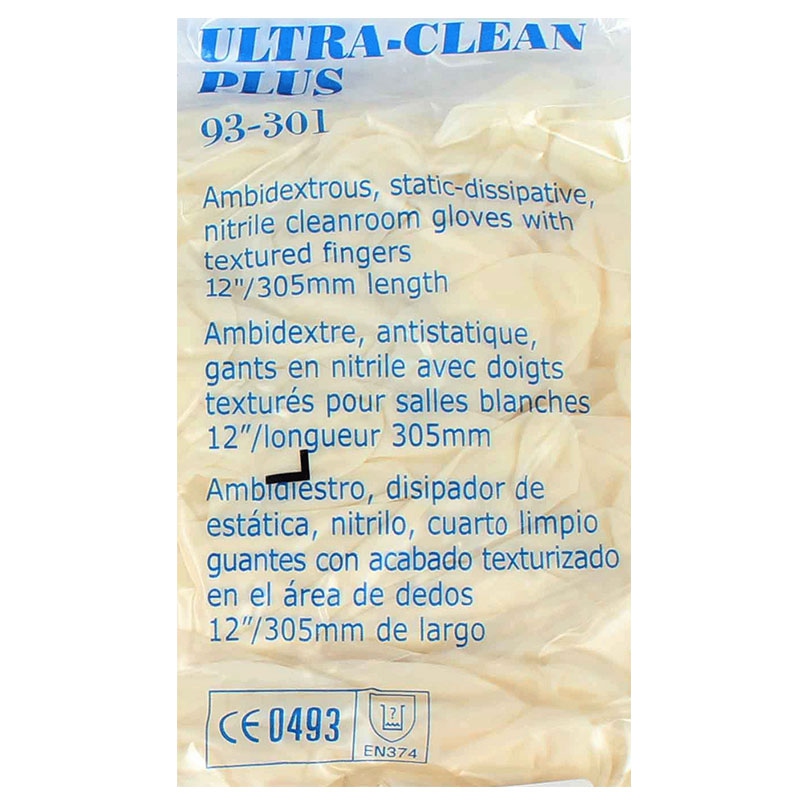 ULTRA-CLEAN
PLUS
93-301
Ambidextrous, static-dissipative,
nitrile cleanroom gloves with
textured fingers
12"/305mm length
Ambidextre, antistatique,
gants en nitrile avec doigts
texturés pour salles blanches
12"/longueur 305mm
L
Ambidiestro, disipador de
estática, nitrilo, cuarto limpio
guantes con acabado texturizado
en el área de dedos
12"/305mm de largo
CE 0493
?
EN374